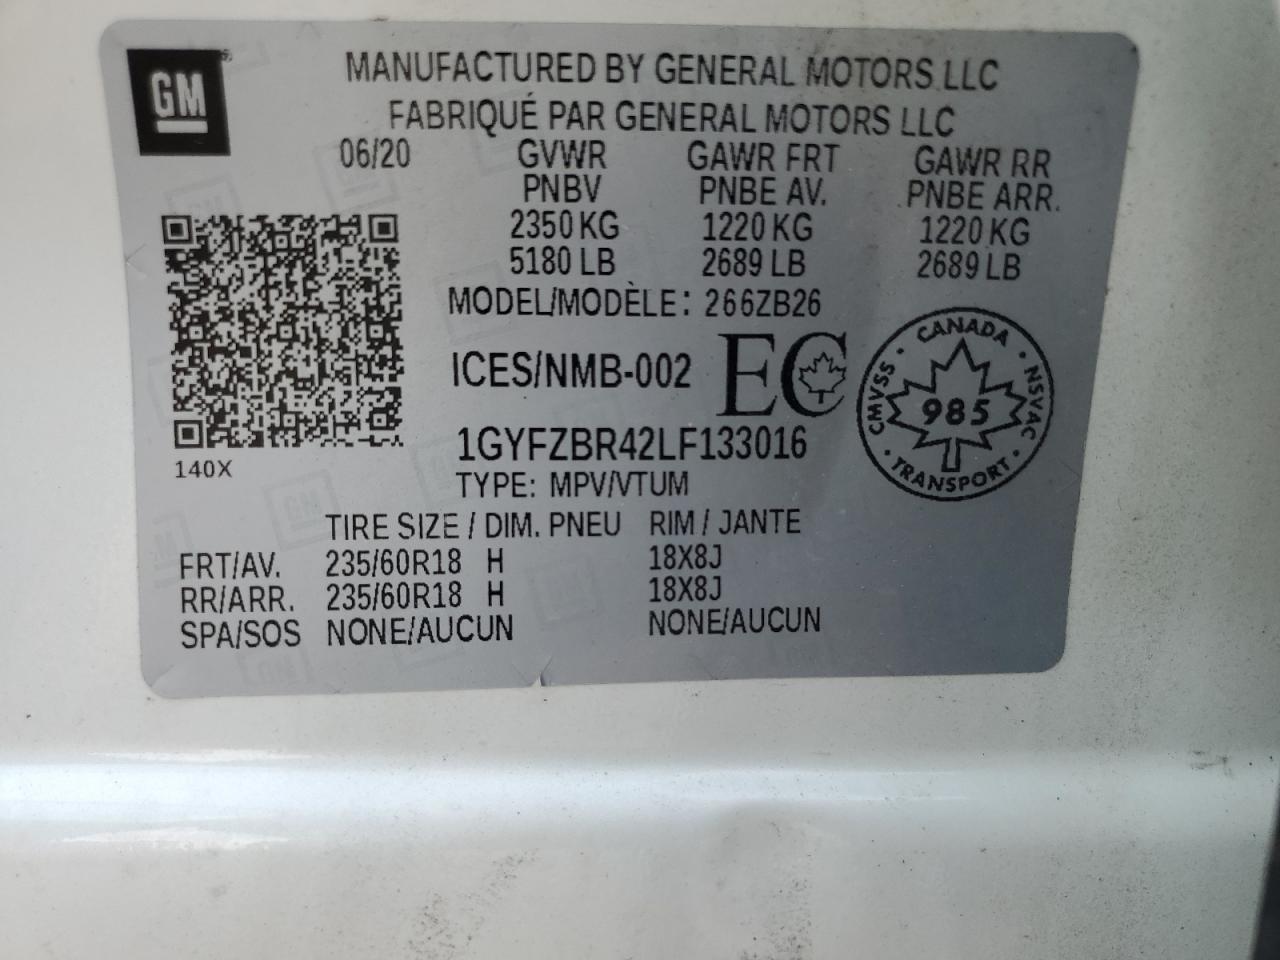 GM ®
MANUFACTURED BY GENERAL MOTORS LLC
FABRIQUÉ PAR GENERAL MOTORS LLC
06/20 GVWR GAWR FRT GAWR RR
PNBV PNBE AV. PNBE ARR.
2350 KG 1220 KG 1220 KG
5180 LB 2689 LB 2689 LB
MODEL/MODÈLE: 266ZB26
ICES/NMB-002 EC
CANADA
CMVSS · NSVAC
985
TRANSPORT
1GYFZBR42LF133016
140X
TYPE: MPV/VTUM
TIRE SIZE / DIM. PNEU RIM / JANTE
FRT/AV. 235/60R18 H 18X8J
RR/ARR. 235/60R18 H 18X8J
SPA/SOS NONE/AUCUN NONE/AUCUN